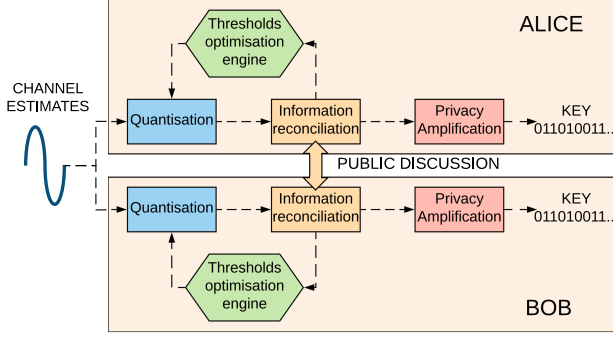 Thresholds
optimisation
engine
ALICE
CHANNEL
ESTIMATES
Quantisation
Information
reconciliation
Privacy
Amplification
KEY
011010011..
PUBLIC DISCUSSION
Quantisation
Information
reconciliation
Privacy
Amplification
KEY
011010011..
Thresholds
optimisation
engine
BOB